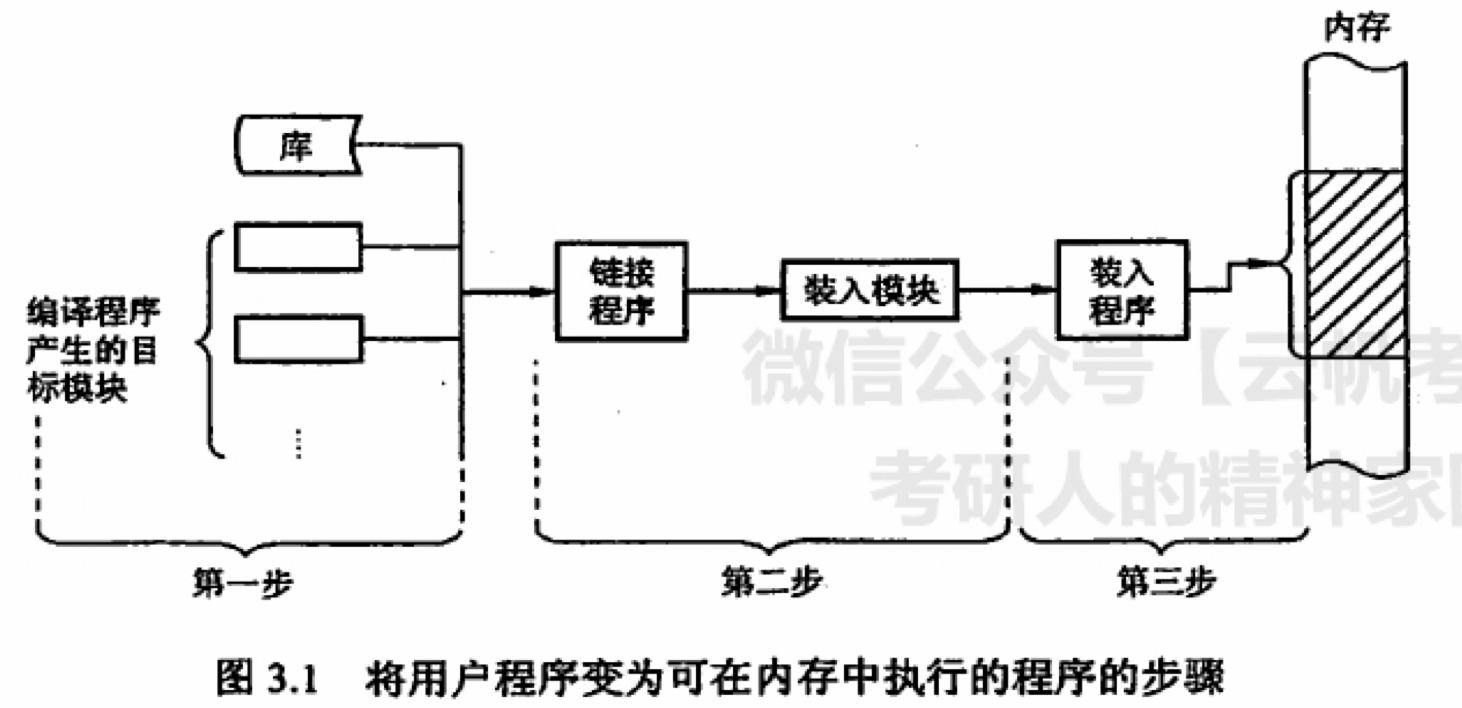 内存
库
编译程序
产生的目
标模块
链接
程序
装入模块
装入
程序
微信公众号【云帆考
考研人的精神家
第一步
第二步
第三步
图 3.1 将用户程序变为可在内存中执行的程序的步骤